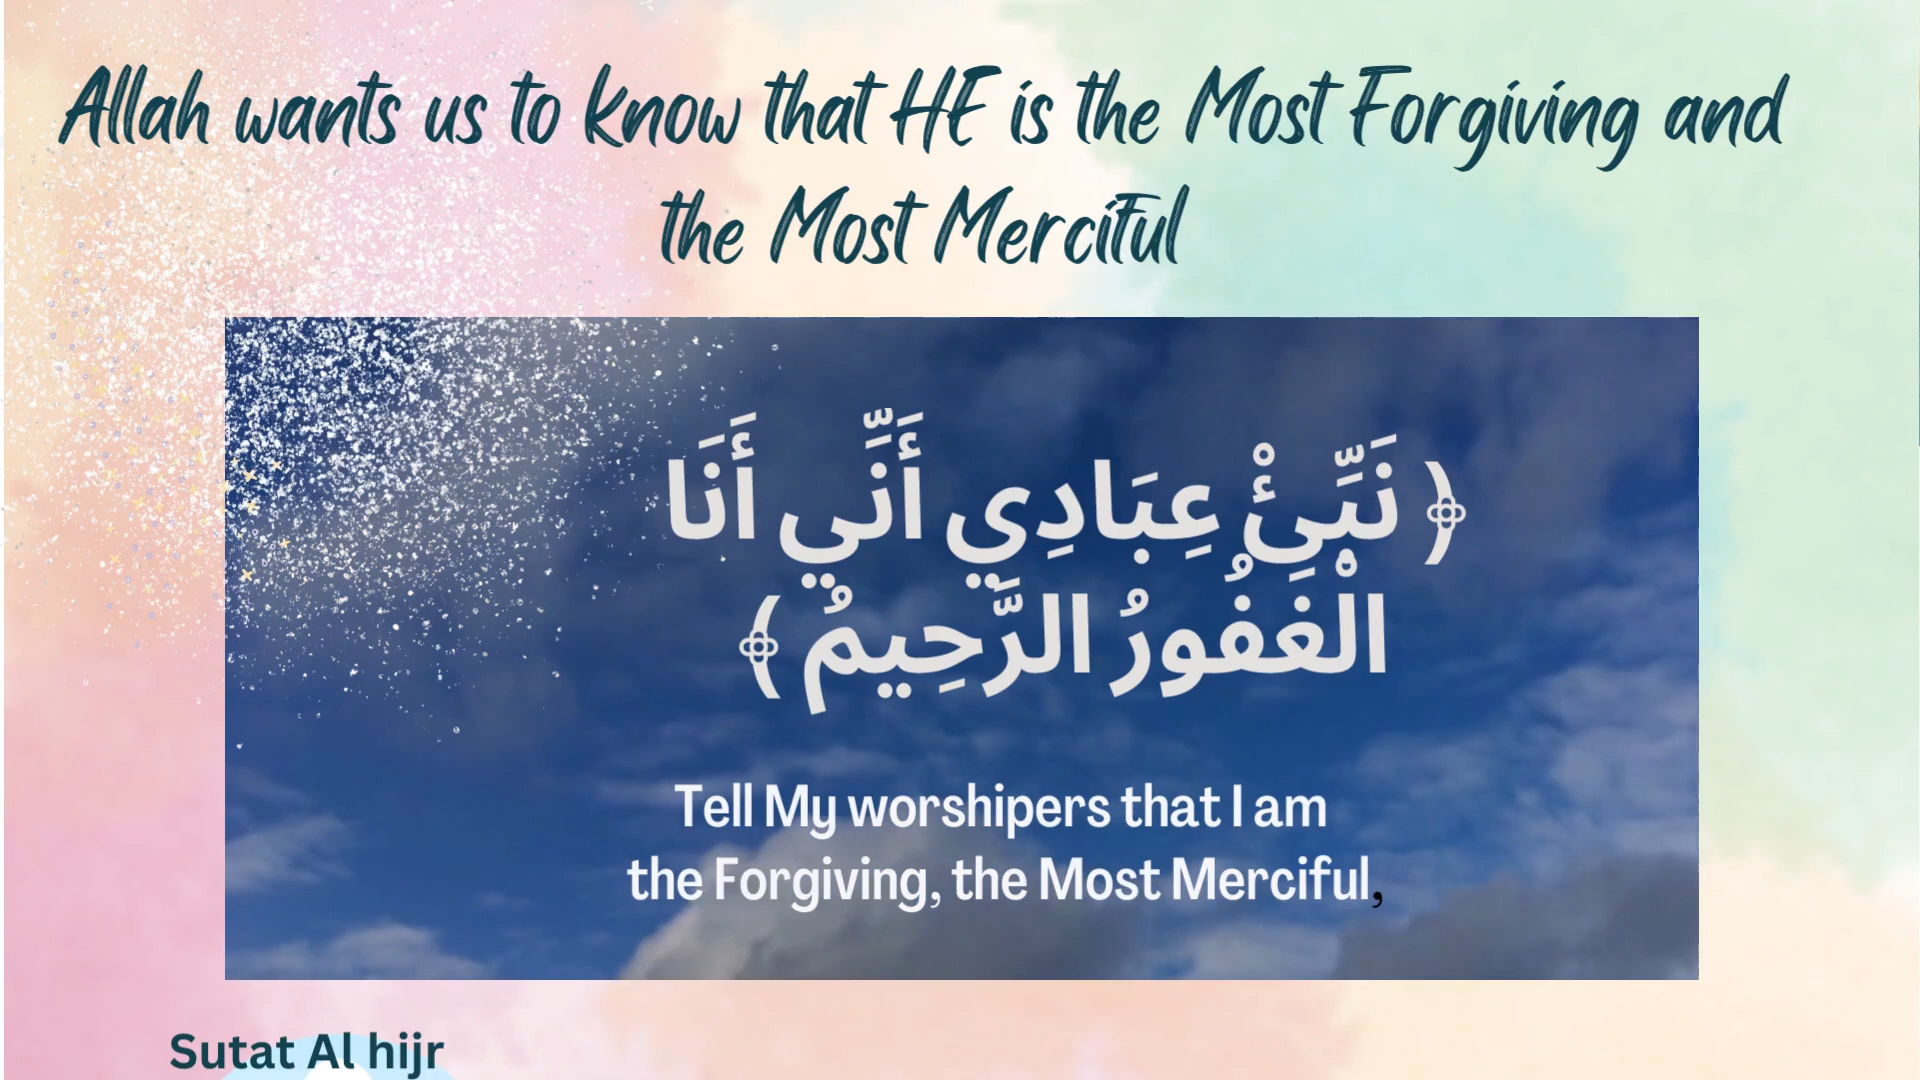 Allah wants us to know that HE is the Most Forgiving and
the Most Merciful
﴿ نَبِّئْ عِبَادِي أَنِّي أَنَا
الْغَفُورُ الرَّحِيمُ ﴾
Tell My worshipers that I am
the Forgiving, the Most Merciful,
Sutat Al hijr